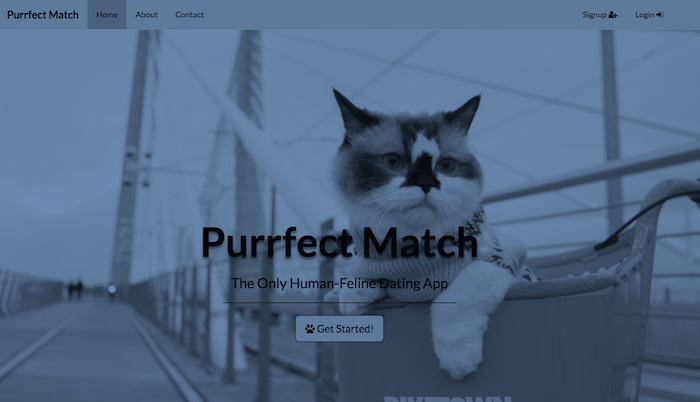 Purrfect Match
Home
About
Contact
Signup
Login
Purrfect Match
The Only Human-Feline Dating App
Get Started!